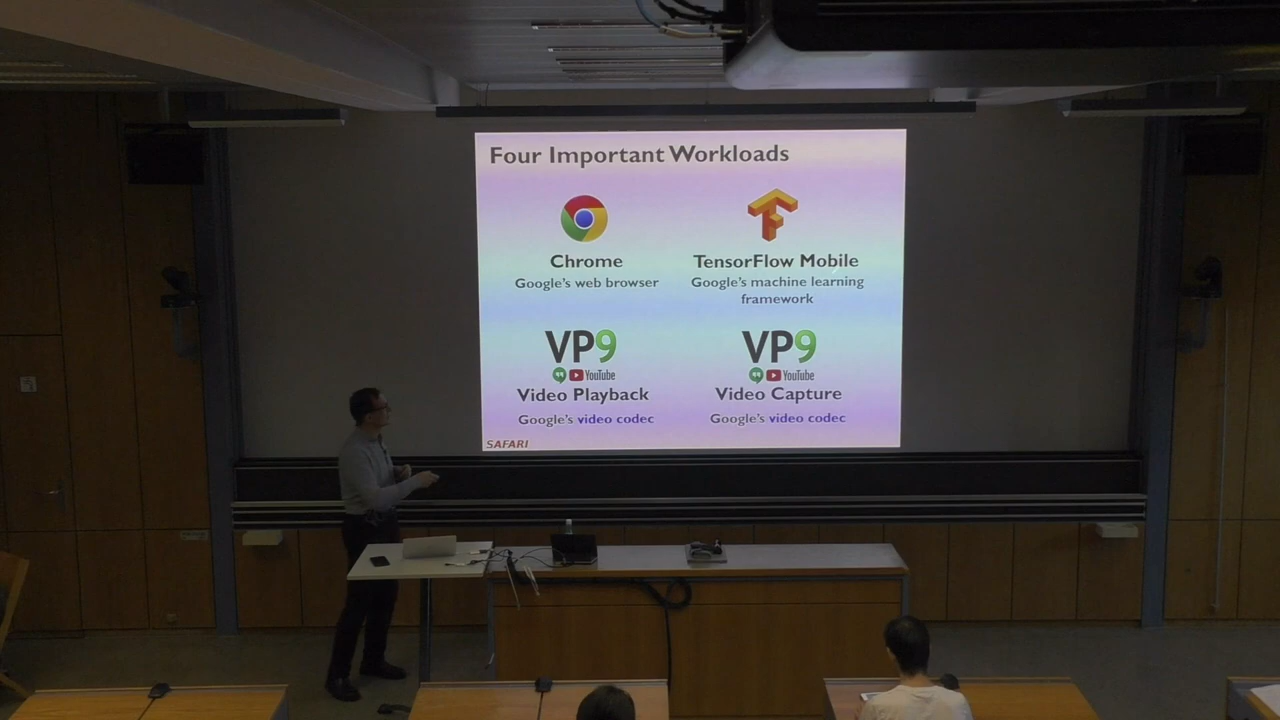 Four Important Workloads
Chrome
Google's web browser
TensorFlow Mobile
Google's machine learning
framework
VP9
YouTube
Video Playback
Google's video codec
VP9
YouTube
Video Capture
Google's video codec
SAFARI